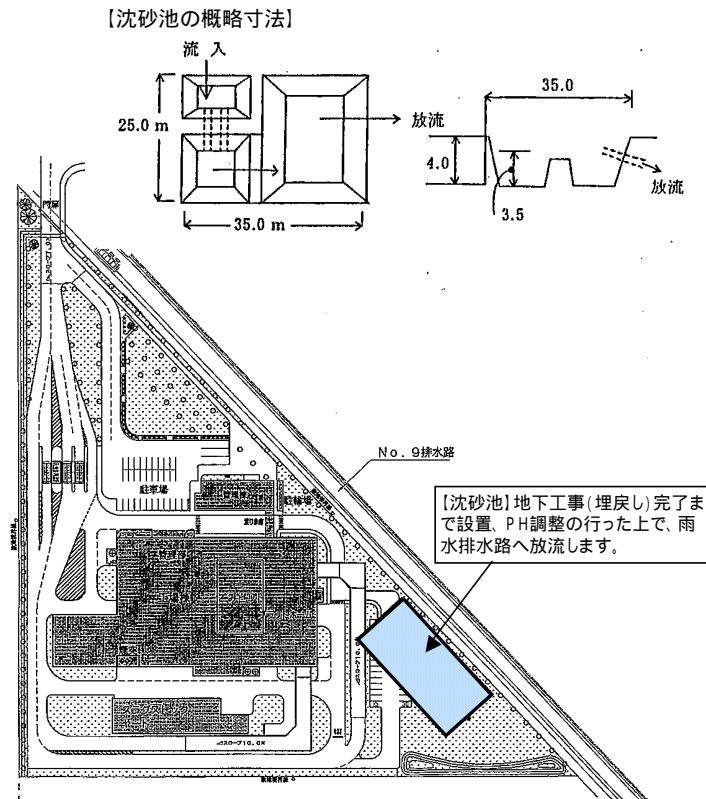 【沈砂池の概略寸法】
流 入
25.0 m
放流
35.0 m
35.0
4.0
放流
3.5
No.9排水路
駐車場
駐輪場
【沈砂池】地下工事(埋戻し)完了ま
で設置、PH調整の行った上で、雨
水排水路へ放流します。